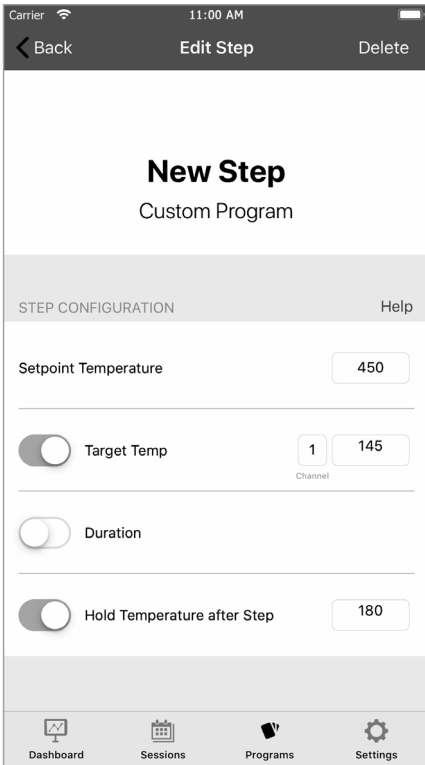 Carrier 11:00 AM
Back Edit Step Delete
New Step
Custom Program
STEP CONFIGURATION Help
Setpoint Temperature 450
Target Temp 1 145
Channel
Duration
Hold Temperature after Step 180
Dashboard Sessions Programs Settings